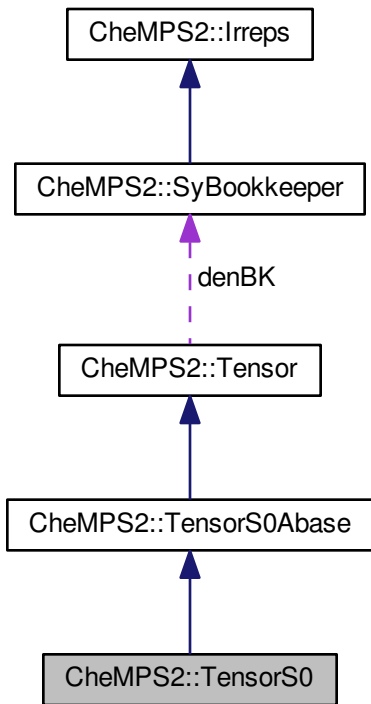 CheMPS2::Irreps
CheMPS2::SyBookkeeper
denBK
CheMPS2::Tensor
CheMPS2::TensorS0Abase
CheMPS2::TensorS0